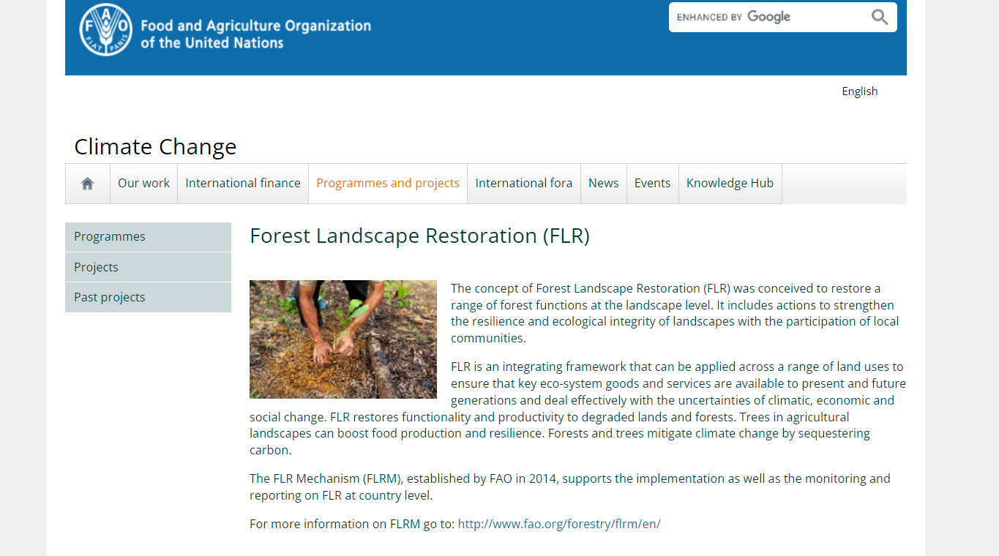 FAO
FIAT PANIS
Food and Agriculture Organization
of the United Nations
ENHANCED BY Google
English
Climate Change
Our work
International finance
Programmes and projects
International fora
News
Events
Knowledge Hub
Programmes
Projects
Past projects
Forest Landscape Restoration (FLR)
The concept of Forest Landscape Restoration (FLR) was conceived to restore a
range of forest functions at the landscape level. It includes actions to strengthen
the resilience and ecological integrity of landscapes with the participation of local
communities.
FLR is an integrating framework that can be applied across a range of land uses to
ensure that key eco-system goods and services are available to present and future
generations and deal effectively with the uncertainties of climatic, economic and
social change. FLR restores functionality and productivity to degraded lands and forests. Trees in agricultural
landscapes can boost food production and resilience. Forests and trees mitigate climate change by sequestering
carbon.
The FLR Mechanism (FLRM), established by FAO in 2014, supports the implementation as well as the monitoring and
reporting on FLR at country level.
For more information on FLRM go to: http://www.fao.org/forestry/flrm/en/